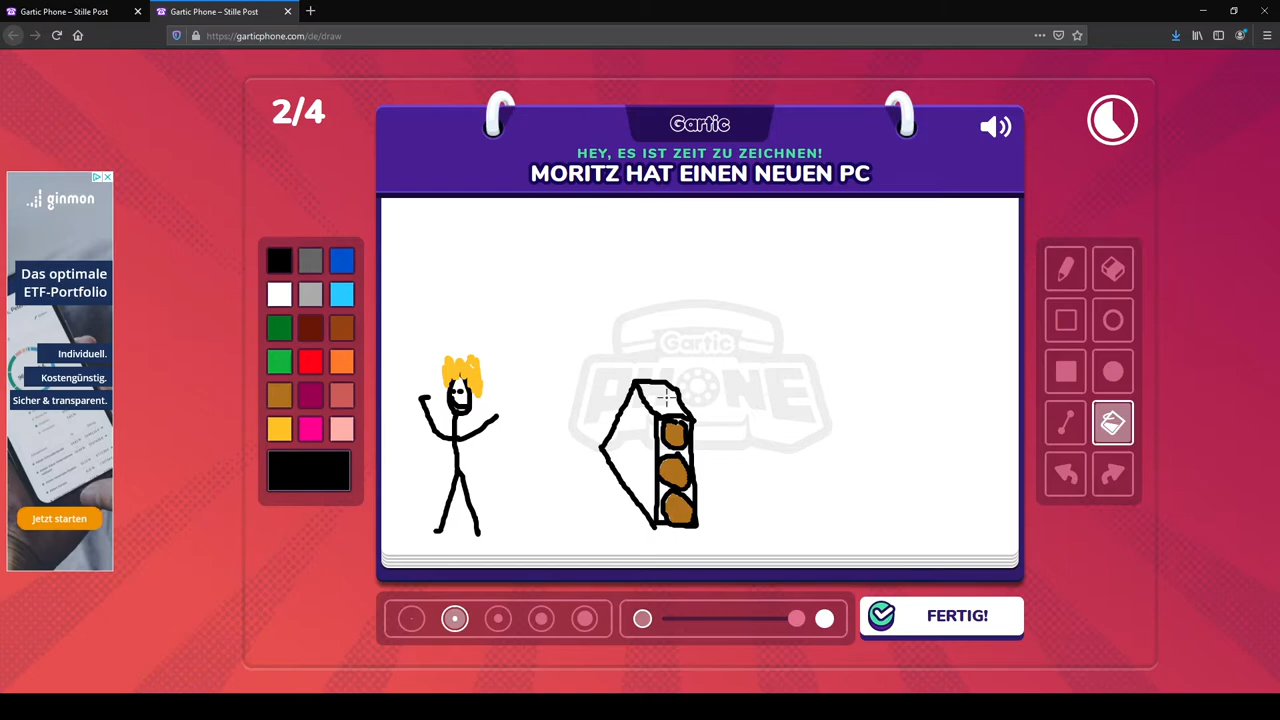 Gartic Phone – Stille Post
Gartic Phone – Stille Post
https://garticphone.com/de/draw
2/4
Gartic
HEY, ES IST ZEIT ZU ZEICHNEN!
MORITZ HAT EINEN NEUEN PC
ginmon
Das optimale
ETF-Portfolio
Individuell.
Kostengünstig.
Sicher & transparent.
Jetzt starten
Gartic
PHONE
FERTIG!